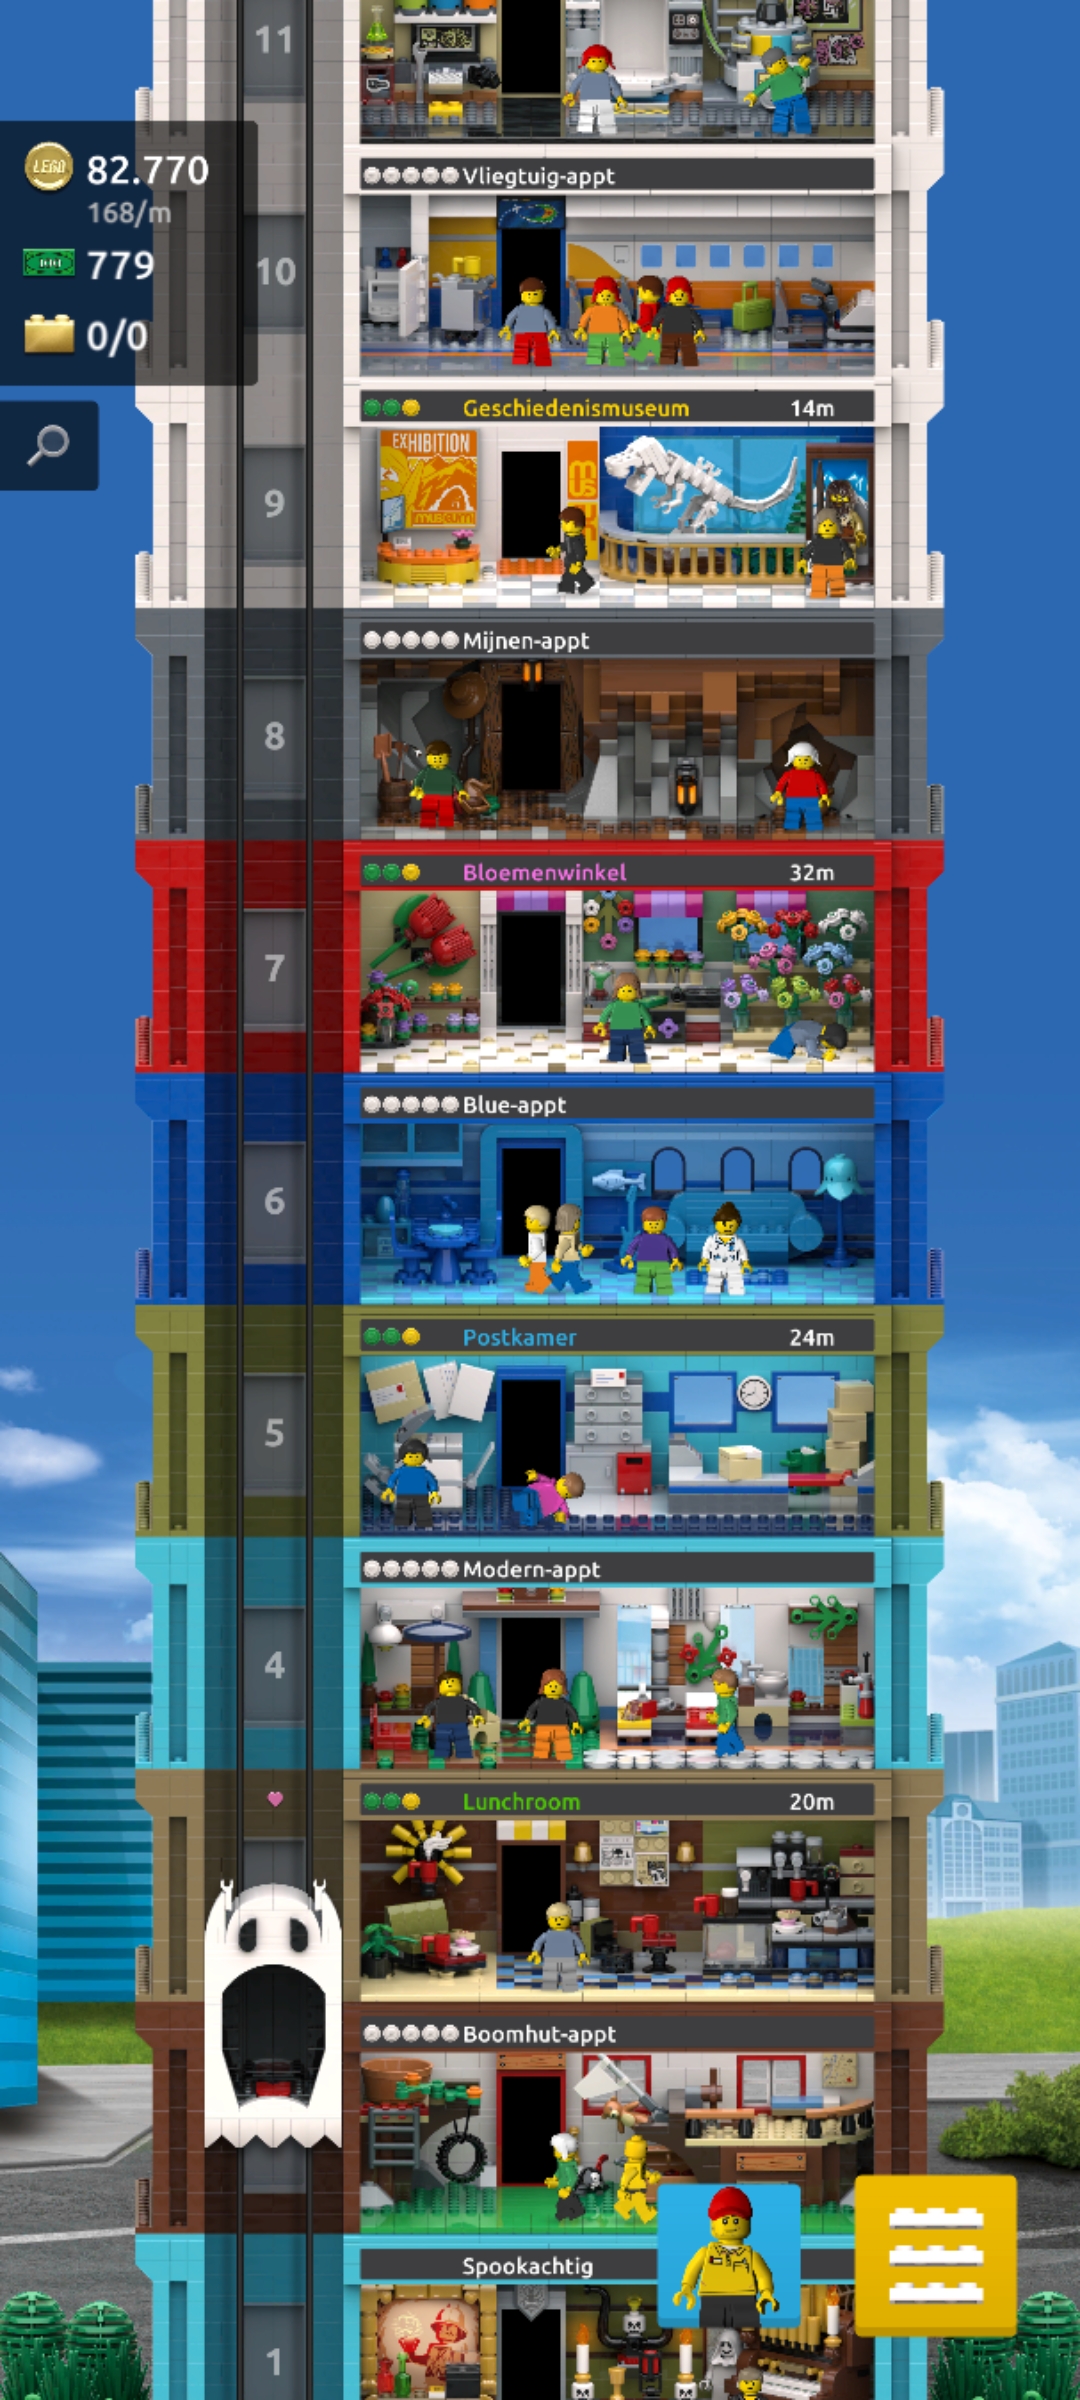 11
LEGO 82.770
168/m
779
0/0
Vliegtuig-appt
10
Geschiedenismuseum 14m
EXHIBITION
museum
9
Mijnen-appt
8
Bloemenwinkel 32m
7
Blue-appt
6
Postkamer 24m
5
Modern-appt
4
Lunchroom 20m
Boomhut-appt
Spookachtig
1